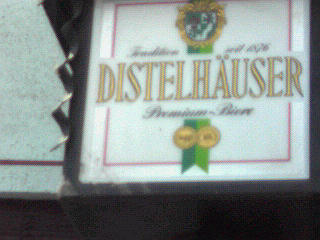 Tradition seit 1876
DISTELHÄUSER
Premium-Biere